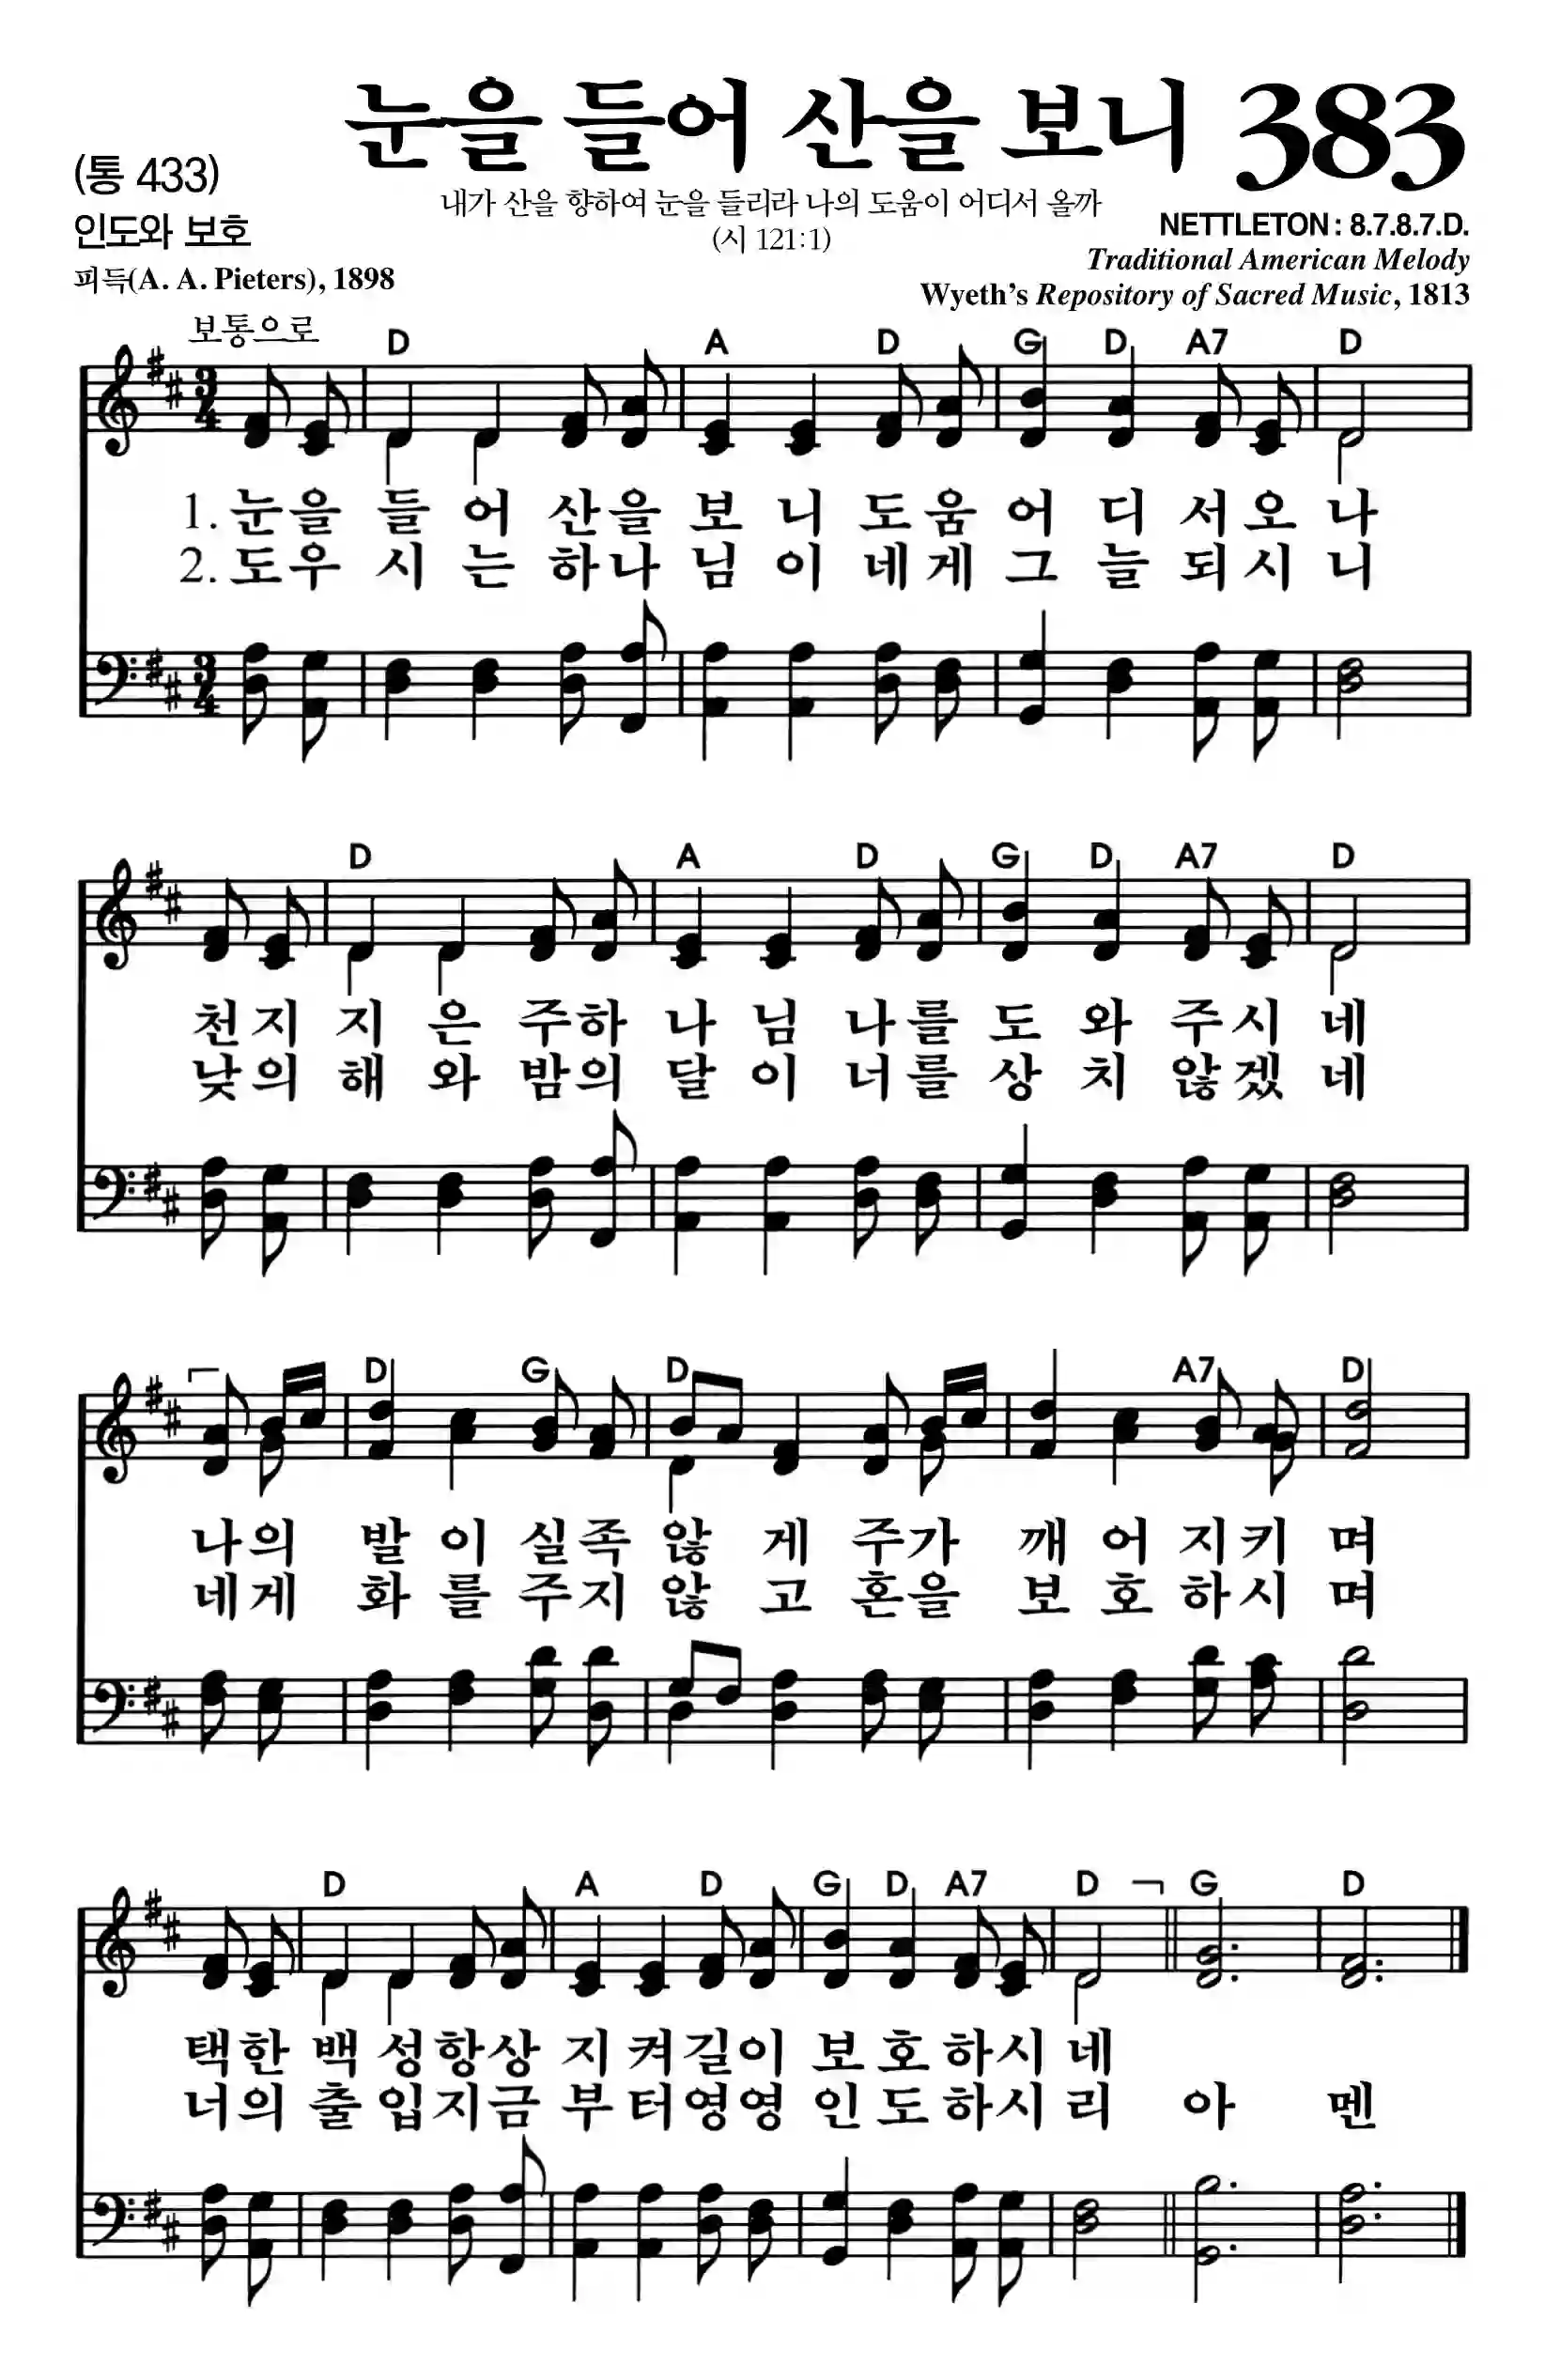 눈을 들어 산을 보니 383
(통 433)
내가 산을 향하여 눈을 들리라 나의 도움이 어디서 올까
인도와 보호
(시 121:1)
NETTLETON : 8.7.8.7.D.
Traditional American Melody
피득(A. A. Pieters), 1898
Wyeth's Repository of Sacred Music, 1813
보통으로
D A D G D A7 D
1. 눈을 들 어 산을 보 니 도움 어 디 서오 나
2. 도우 시 는 하나 님 이 네게 그 늘 되시 니
D A D G D A7 D
천지 지 은 주하 나 님 나를 도 와 주시 네
낮의 해 와 밤의 달 이 너를 상 치 않겠 네
D G D A7 D
나의 발 이 실족 않 게 주가 깨 어 지키 며
네게 화 를 주지 않 고 혼을 보 호 하시 며
D A D G D A7 D G D
택한 백 성항상 지 켜길이 보 호 하시 네
너의 출 입지금 부 터영영 인 도 하시 리 아 멘